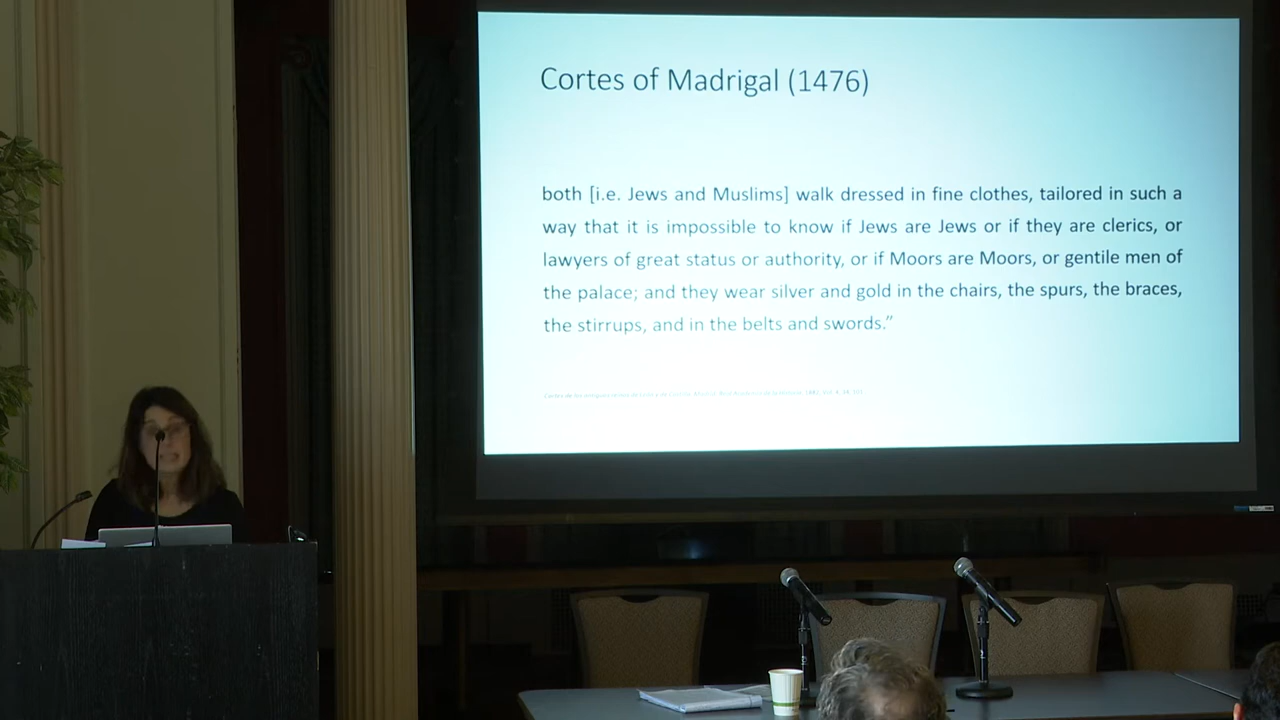 Cortes of Madrigal (1476)
both [i.e. Jews and Muslims] walk dressed in fine clothes, tailored in such a
way that it is impossible to know if Jews are Jews or if they are clerics, or
lawyers of great status or authority, or if Moors are Moors, or gentile men of
the palace; and they wear silver and gold in the chairs, the spurs, the braces,
the stirrups, and in the belts and swords.”